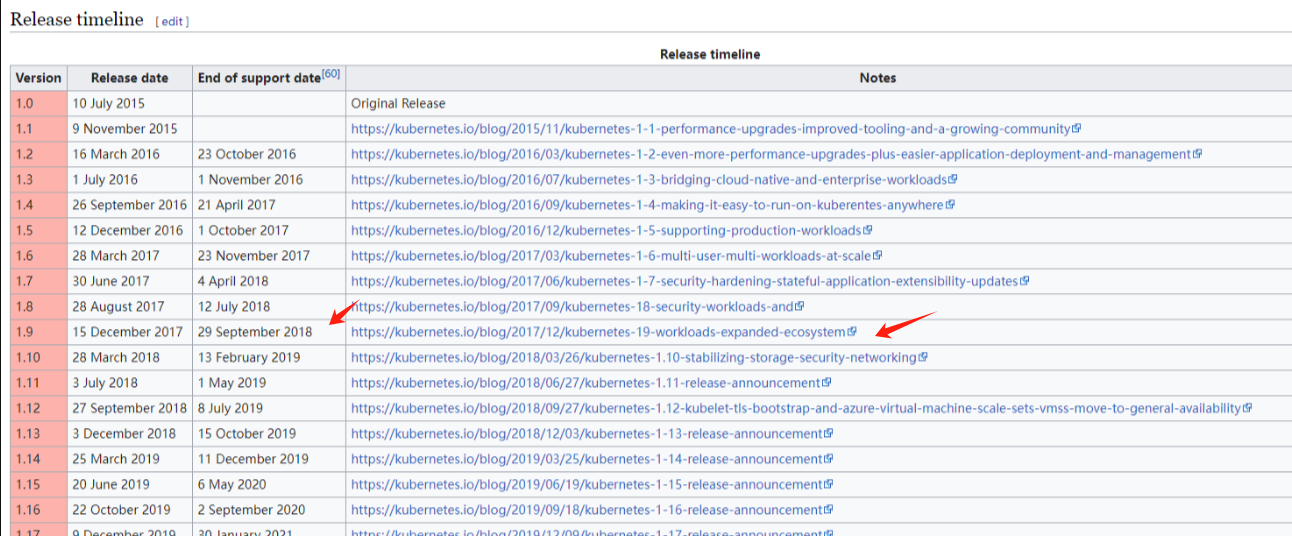 Release timeline [ edit ]
Release timeline
Version Release date End of support date[60] Notes
1.0 10 July 2015 Original Release
1.1 9 November 2015 https://kubernetes.io/blog/2015/11/kubernetes-1-1-performance-upgrades-improved-tooling-and-a-growing-community
1.2 16 March 2016 23 October 2016 https://kubernetes.io/blog/2016/03/kubernetes-1-2-even-more-performance-upgrades-plus-easier-application-deployment-and-management
1.3 1 July 2016 1 November 2016 https://kubernetes.io/blog/2016/07/kubernetes-1-3-bridging-cloud-native-and-enterprise-workloads
1.4 26 September 2016 21 April 2017 https://kubernetes.io/blog/2016/09/kubernetes-1-4-making-it-easy-to-run-on-kuberentes-anywhere
1.5 12 December 2016 1 October 2017 https://kubernetes.io/blog/2016/12/kubernetes-1-5-supporting-production-workloads
1.6 28 March 2017 23 November 2017 https://kubernetes.io/blog/2017/03/kubernetes-1-6-multi-user-multi-workloads-at-scale
1.7 30 June 2017 4 April 2018 https://kubernetes.io/blog/2017/06/kubernetes-1-7-security-hardening-stateful-application-extensibility-updates
1.8 28 August 2017 12 July 2018 https://kubernetes.io/blog/2017/09/kubernetes-18-security-workloads-and
1.9 15 December 2017 29 September 2018 https://kubernetes.io/blog/2017/12/kubernetes-19-workloads-expanded-ecosystem
1.10 28 March 2018 13 February 2019 https://kubernetes.io/blog/2018/03/26/kubernetes-1.10-stabilizing-storage-security-networking
1.11 3 July 2018 1 May 2019 https://kubernetes.io/blog/2018/06/27/kubernetes-1.11-release-announcement
1.12 27 September 2018 8 July 2019 https://kubernetes.io/blog/2018/09/27/kubernetes-1.12-kubelet-tls-bootstrap-and-azure-virtual-machine-scale-sets-vmss-move-to-general-availability
1.13 3 December 2018 15 October 2019 https://kubernetes.io/blog/2018/12/03/kubernetes-1-13-release-announcement
1.14 25 March 2019 11 December 2019 https://kubernetes.io/blog/2019/03/25/kubernetes-1-14-release-announcement
1.15 20 June 2019 6 May 2020 https://kubernetes.io/blog/2019/06/19/kubernetes-1-15-release-announcement
1.16 22 October 2019 2 September 2020 https://kubernetes.io/blog/2019/09/18/kubernetes-1-16-release-announcement
1.17 9 December 2019 30 January 2021 https://kubernetes.io/blog/2019/12/09/kubernetes-1-17-release-announcement